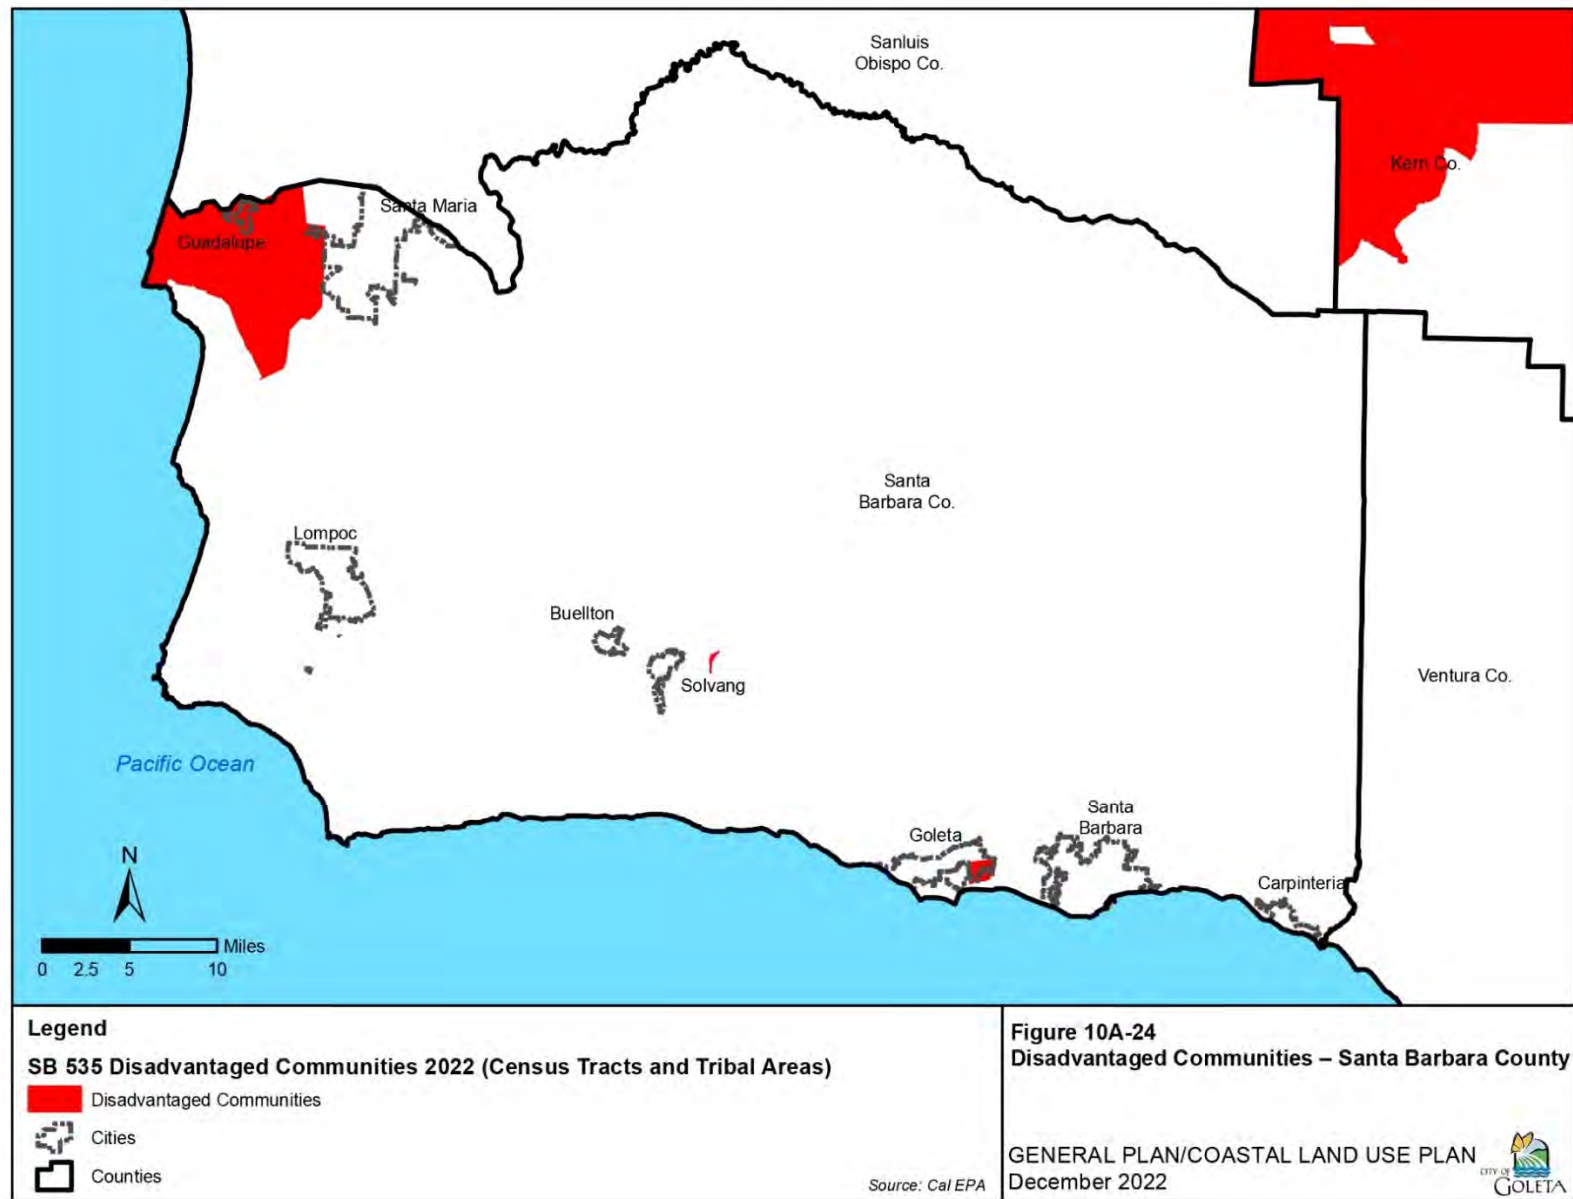 Sanluis
Obispo Co.
Kern Co.
Santa Maria
Guadalupe
Santa
Barbara Co.
Lompoc
Buellton
Solvang
Ventura Co.
Pacific Ocean
Santa
Barbara
Goleta
Carpinteria
N
Miles
0 2.5 5 10
Legend
SB 535 Disadvantaged Communities 2022 (Census Tracts and Tribal Areas)
Disadvantaged Communities
Cities
Counties
Source: Cal EPA
Figure 10A-24
Disadvantaged Communities – Santa Barbara County
GENERAL PLAN/COASTAL LAND USE PLAN
December 2022
CITY OF
GOLETA